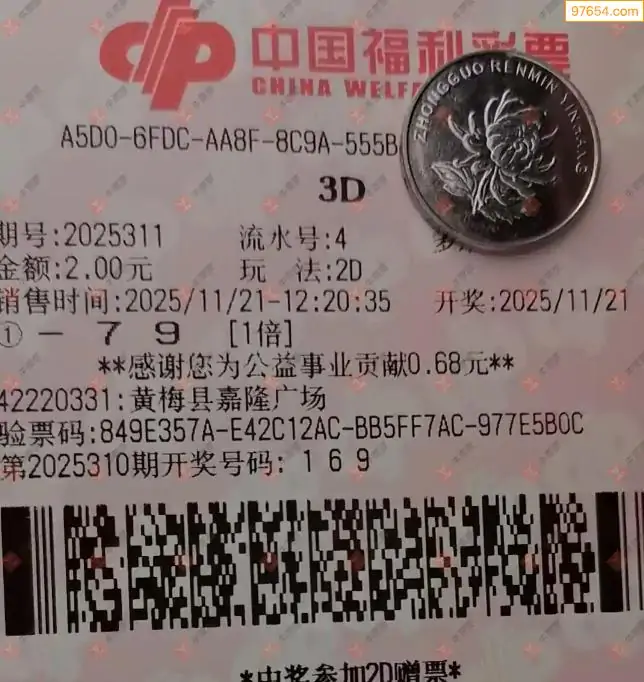 97654.com
中国福利彩票
CHINA WELFA
ZHONGGUO RENMIN YINHANG
A5D0-6FDC-AA8F-8C9A-555B
3D
期号:2025311 流水号:4
金额:2.00元 玩 法:2D
销售时间:2025/11/21-12:20:35 开奖:2025/11/21
① - 7 9 [1倍]
**感谢您为公益事业贡献0.68元**
42220331:黄梅县嘉隆广场
验票码:849E357A-E42C12AC-BB5FF7AC-977E5B0C
第2025310期开奖号码: 1 6 9
*中奖参加2D赠票*